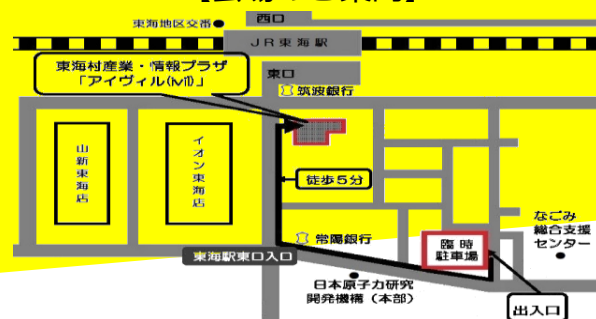 東海地区交番
西口
JR東海駅
東海村産業・情報プラザ
「アイヴィル(ivil)」
東口
筑波銀行
山新東海店
イオン東海店
徒歩5分
常陽銀行
東海駅東口入口
臨時
駐車場
なごみ
総合支援
センター
日本原子力研究
開発機構(本部)
出入口